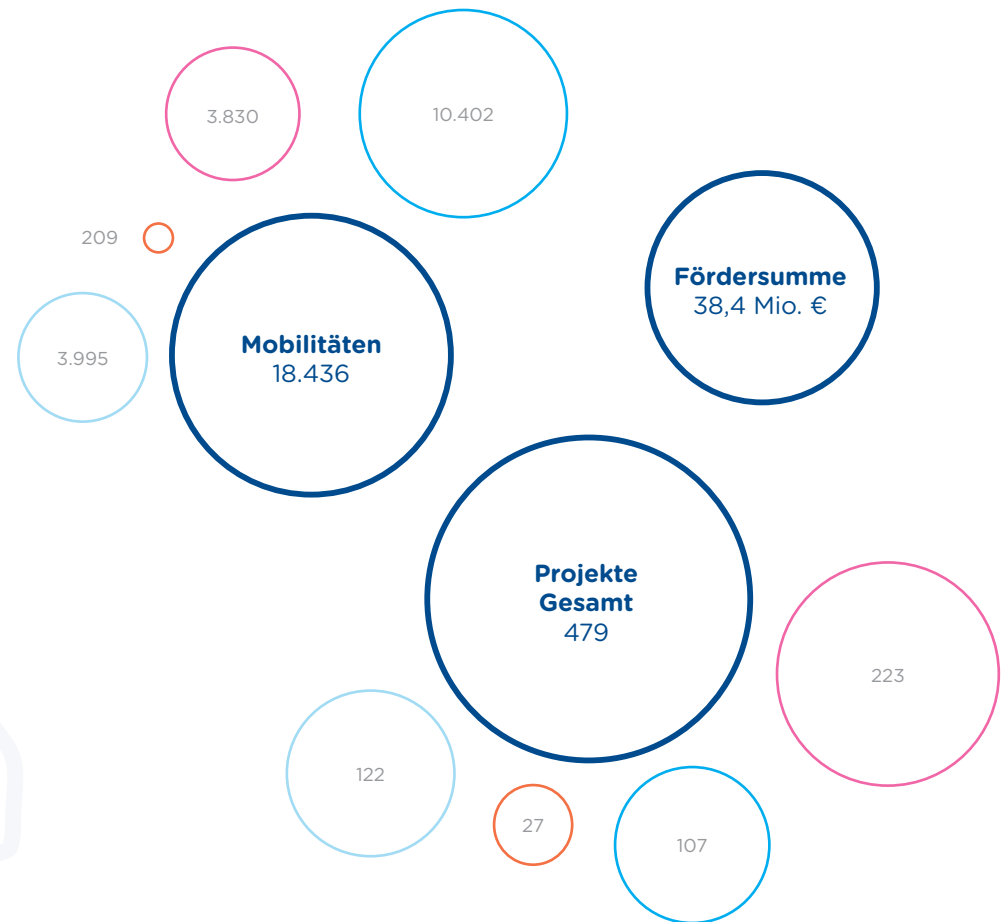 3.830
10.402
209
3.995
Mobilitäten
18.436
Fördersumme
38,4 Mio. €
Projekte
Gesamt
479
223
122
27
107